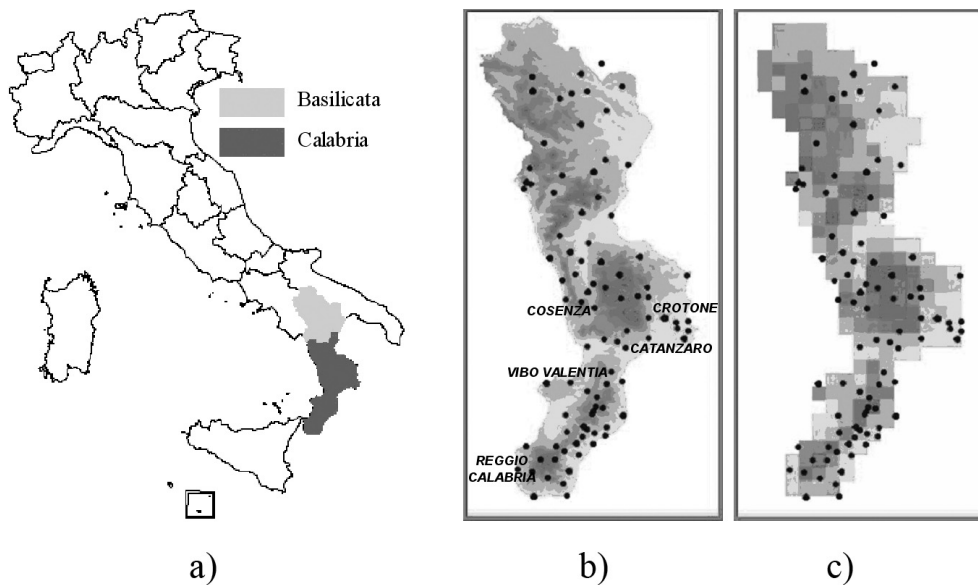 Basilicata
Calabria
a)
COSENZA
CROTONE
CATANZARO
VIBO VALENTIA
REGGIO
CALABRIA
b)
c)